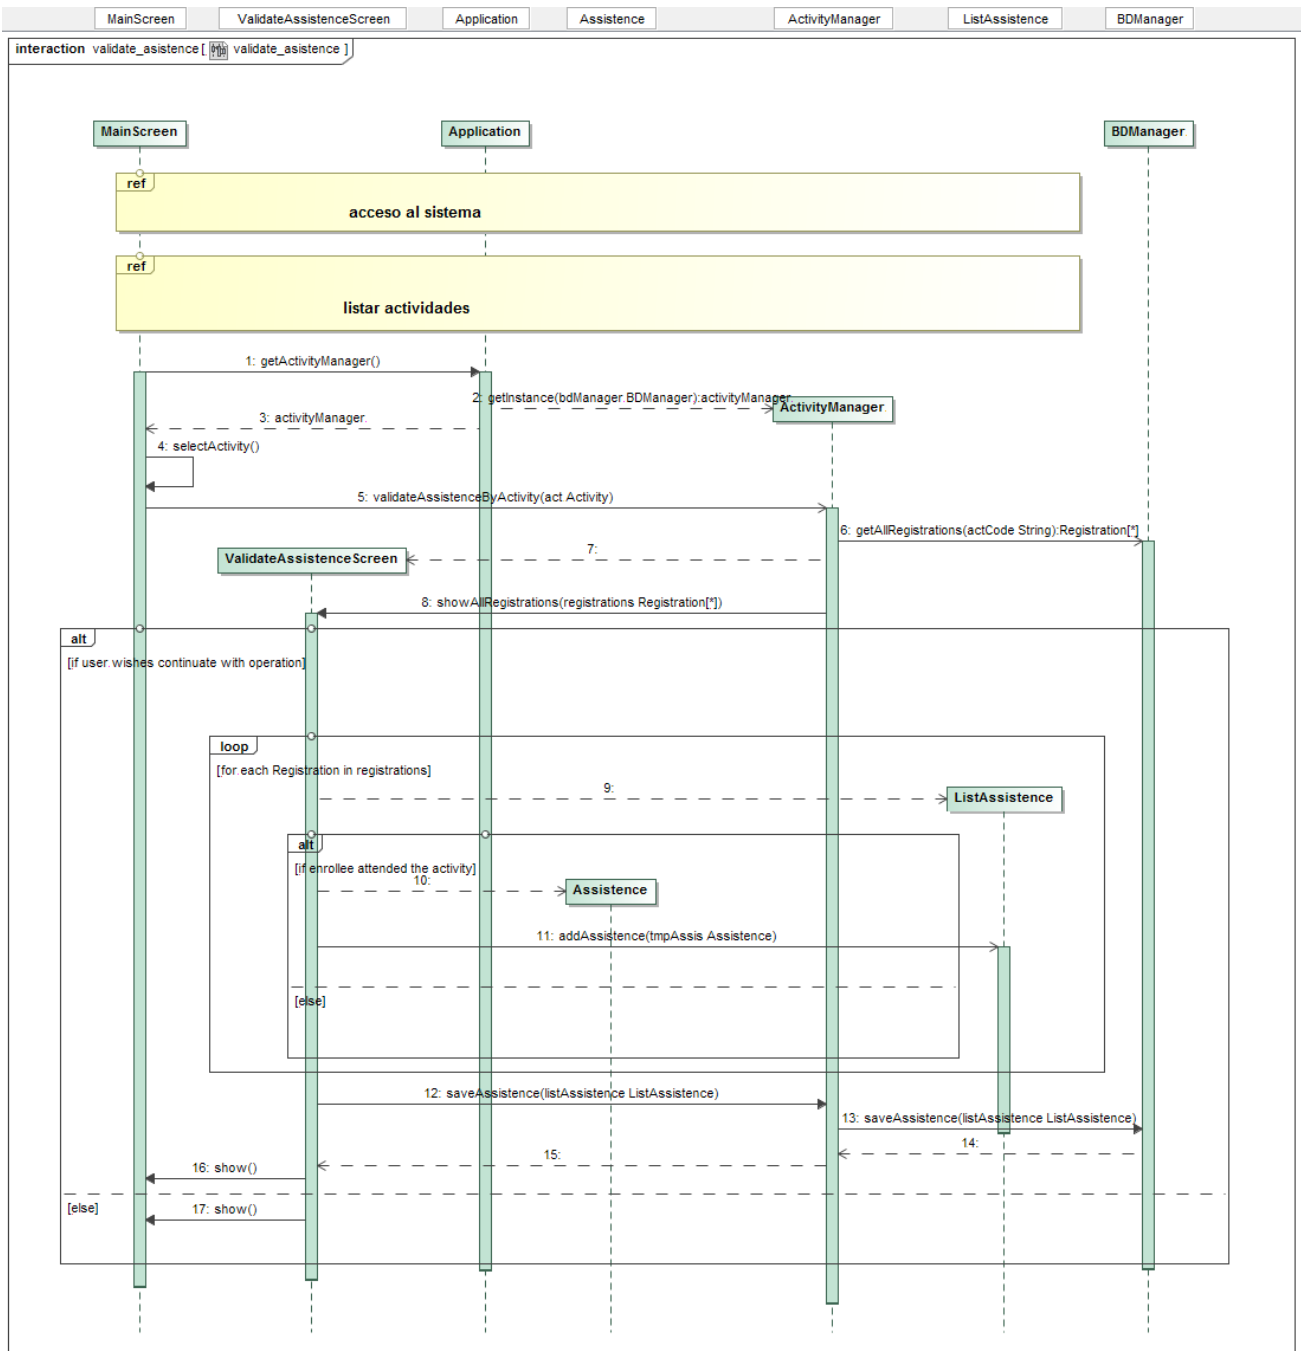 MainScreen ValidateAssistenceScreen Application Assistence ActivityManager ListAssistence BDManager
interaction validate_asistence [ validate_asistence ]
MainScreen Application BDManager
ref
acceso al sistema
ref
listar actividades
1: getActivityManager()
2: getInstance(bdManager.BDManager):activityManager
ActivityManager
3: activityManager
4: selectActivity()
5: validateAssistenceByActivity(act Activity)
6: getAllRegistrations(actCode String):Registration[*]
7:
ValidateAssistenceScreen
8: showAllRegistrations(registrations Registration[*])
alt
[if user wishes continuate with operation]
loop
[for each Registration in registrations]
9:
ListAssistence
alt
[if enrollee attended the activity]
10:
Assistence
11: addAssistence(tmpAssis Assistence)
[else]
12: saveAssistence(listAssistence ListAssistence)
13: saveAssistence(listAssistence ListAssistence)
14:
15:
16: show()
[else]
17: show()